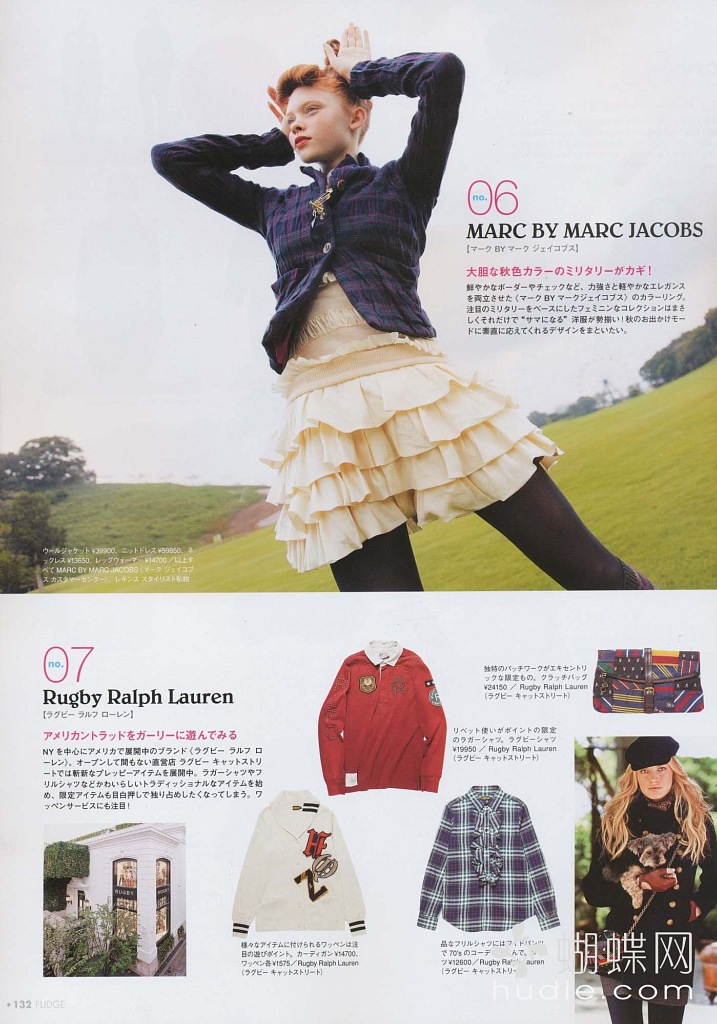 no. 06
MARC BY MARC JACOBS
【マーク BY マーク ジェイコブス】
大胆な秋色カラーのミリタリーがカギ！
鮮やかなボーダーやチェックなど、力強さと軽やかなエレガンス
を両立させた〈マーク BY マークジェイコブス〉のカラーリング。
注目のミリタリーをベースにしたフェミニンなコレクションはまさ
しくそれだけで“サマになる”洋服が勢揃い！秋のお出かけモー
ドに素直に応えてくれるデザインをまといたい。
ウールジャケット¥39900、ニットドレス¥59850、ネ
ックレス¥13650、レッグウォーマー¥14700／以上す
べて MARC BY MARC JACOBS（マーク ジェイコブ
ス カスタマーセンター）、レギンス スタイリスト私物
no. 07
Rugby Ralph Lauren
【ラグビー ラルフ ローレン】
アメリカントラッドをガーリーに遊んでみる
NY を中心にアメリカで展開中のブランド〈ラグビー ラルフ ロ
ーレン〉。オープンして間もない直営店 ラグビー キャットストリ
ートでは斬新なプレッピーアイテムを展開中。ラガーシャツやフ
リルシャツなどかわいらしいトラディッショナルなアイテムを始
め、限定アイテムも目白押しで独り占めしたくなってしまう。ワ
ッペンサービスにも注目！
独特のパッチワークがエキセントリ
ックな限定もの。クラッチバッグ
¥24150 ／ Rugby Ralph Lauren
（ラグビー キャットストリート）
リベット使いがポイントの限定
のラガーシャツ。ラグビーシャツ
¥19950 ／ Rugby Ralph Lauren
（ラグビー キャットストリート）
RUGBY
様々なアイテムに付けられるワッペンは注
目の遊びポイント。カーディガン¥14700、
ワッペン各¥1575／Rugby Ralph Lauren
（ラグビー キャットストリート）
品なフリルシャツには
で 70's のコーデ
ツ¥12600／Rugby Ralph Lauren
（ラグビー キャットストリー
蝴蝶网
hudie.com
132 FUDGE